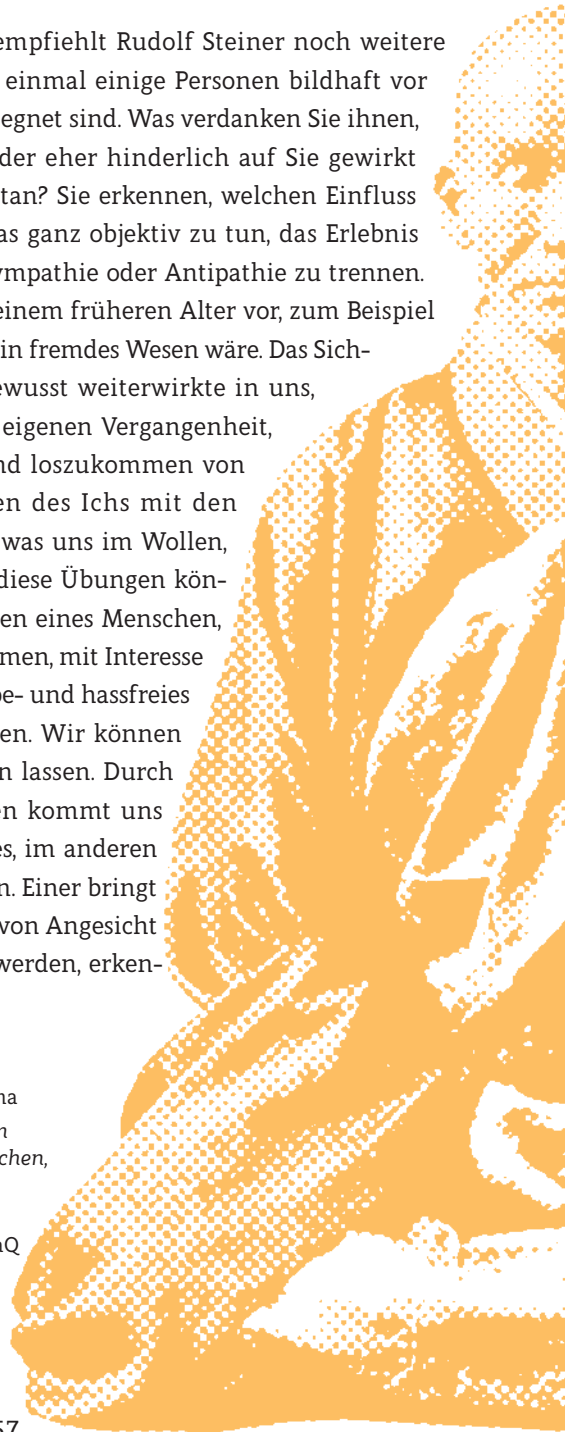 empfiehlt Rudolf Steiner noch weitere
einmal einige Personen bildhaft vor
egnet sind. Was verdanken Sie ihnen,
der eher hinderlich auf Sie gewirkt
tan? Sie erkennen, welchen Einfluss
as ganz objektiv zu tun, das Erlebnis
ympathie oder Antipathie zu trennen.
einem früheren Alter vor, zum Beispiel
in fremdes Wesen wäre. Das Sich-
ewusst weiterwirkte in uns,
eigenen Vergangenheit,
nd loszukommen von
en des Ichs mit den
was uns im Wollen,
diese Übungen kön-
en eines Menschen,
men, mit Interesse
be- und hassfreies
en. Wir können
n lassen. Durch
en kommt uns
es, im anderen
n. Einer bringt
von Angesicht
werden, erken-
na
n
chen,
nQ
57